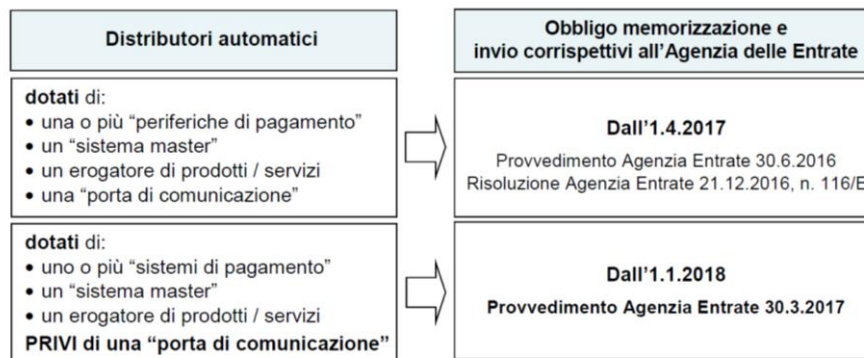 Distributori automatici
Obbligo memorizzazione e
invio corrispettivi all'Agenzia delle Entrate
dotati di:
• una o più “periferiche di pagamento”
• un “sistema master”
• un erogatore di prodotti / servizi
• una “porta di comunicazione”
Dall'1.4.2017
Provvedimento Agenzia Entrate 30.6.2016
Risoluzione Agenzia Entrate 21.12.2016, n. 116/E
dotati di:
• uno o più “sistemi di pagamento”
• un “sistema master”
• un erogatore di prodotti / servizi
PRIVI di una “porta di comunicazione”
Dall'1.1.2018
Provvedimento Agenzia Entrate 30.3.2017